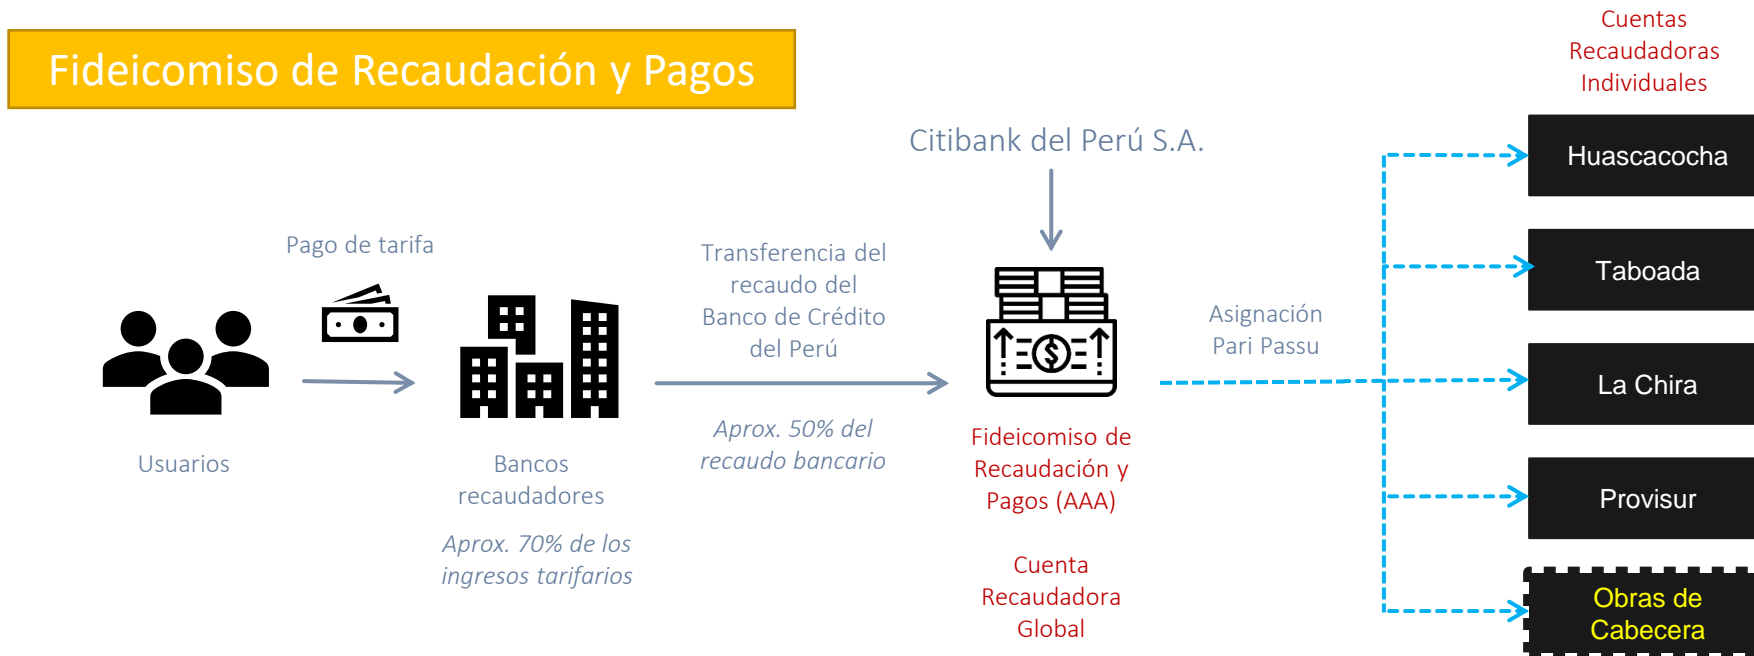 Fideicomiso de Recaudación y Pagos
Pago de tarifa
Usuarios
Bancos
recaudadores
Aprox. 70% de los
ingresos tarifarios
Transferencia del
recaudo del
Banco de Crédito
del Perú
Aprox. 50% del
recaudo bancario
Citibank del Perú S.A.
Fideicomiso de
Recaudación y
Pagos (AAA)
Cuenta
Recaudadora
Global
Asignación
Pari Passu
Cuentas
Recaudadoras
Individuales
Huascacocha
Taboada
La Chira
Provisur
Obras de
Cabecera